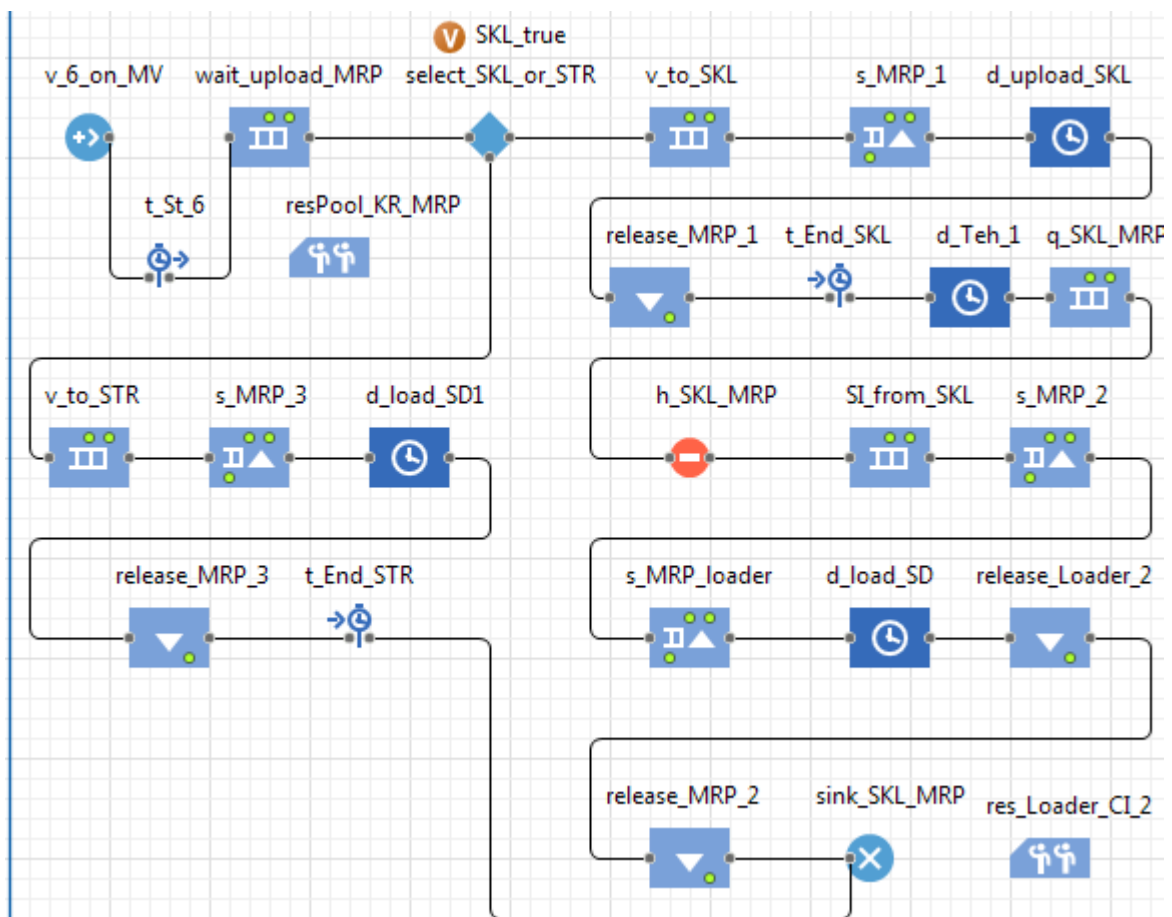 V SKL_true
v_6_on_MV wait_upload_MRP select_SKL_or_STR v_to_SKL s_MRP_1 d_upload_SKL
t_St_6 resPool_KR_MRP
release_MRP_1 t_End_SKL d_Teh_1 q_SKL_MRP
v_to_STR s_MRP_3 d_load_SD1 h_SKL_MRP SI_from_SKL s_MRP_2
release_MRP_3 t_End_STR s_MRP_loader d_load_SD release_Loader_2
release_MRP_2 sink_SKL_MRP res_Loader_CI_2